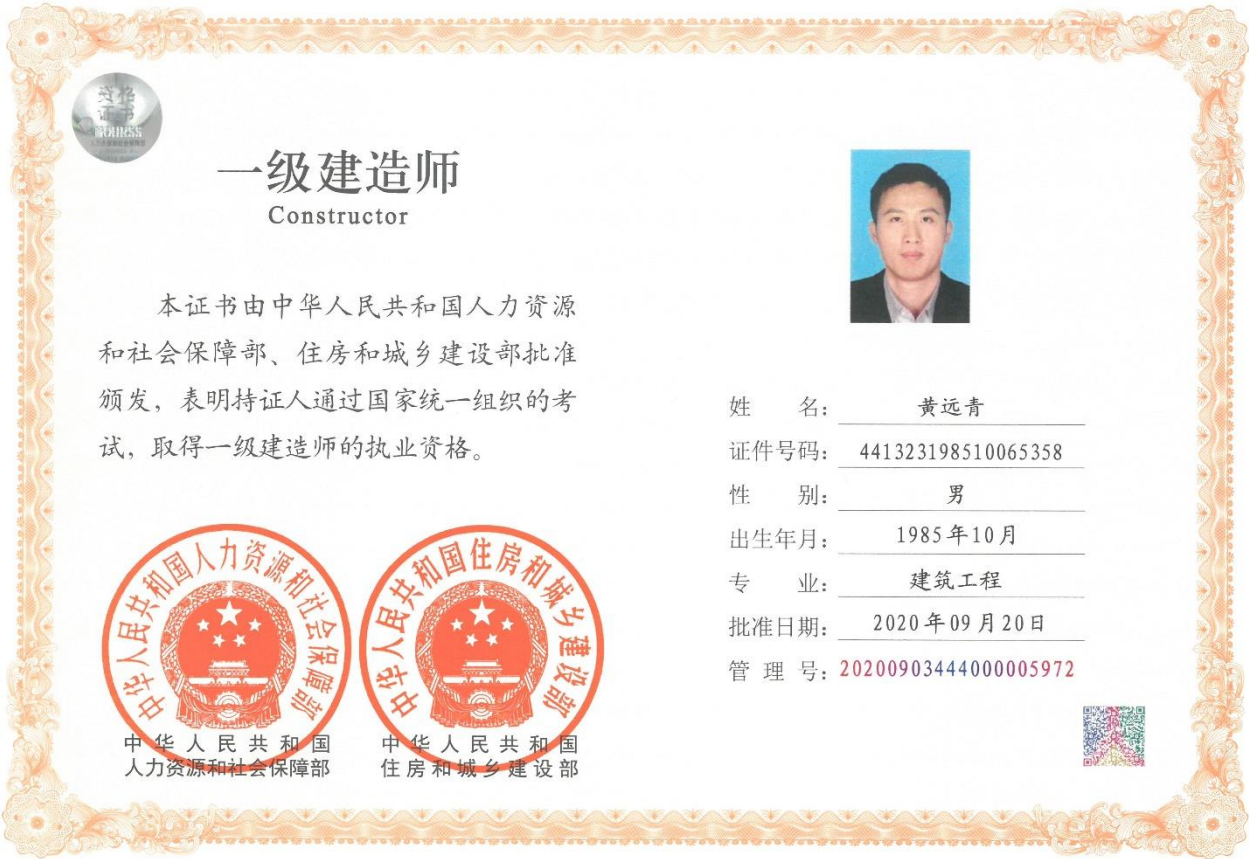 资格
证书
MOHRSS
一级建造师
Constructor
本证书由中华人民共和国人力资源
和社会保障部、住房和城乡建设部批准
颁发，表明持证人通过国家统一组织的考
试，取得一级建造师的执业资格。
中华人民共和国人力资源和社会保障部
中华人民共和国住房和城乡建设部
中华人民共和国
人力资源和社会保障部
中华人民共和国
住房和城乡建设部
姓 名： 黄远青
证件号码： 441323198510065358
性 别： 男
出生年月： 1985年10月
专 业： 建筑工程
批准日期： 2020年09月20日
管 理 号： 20200903444000005972